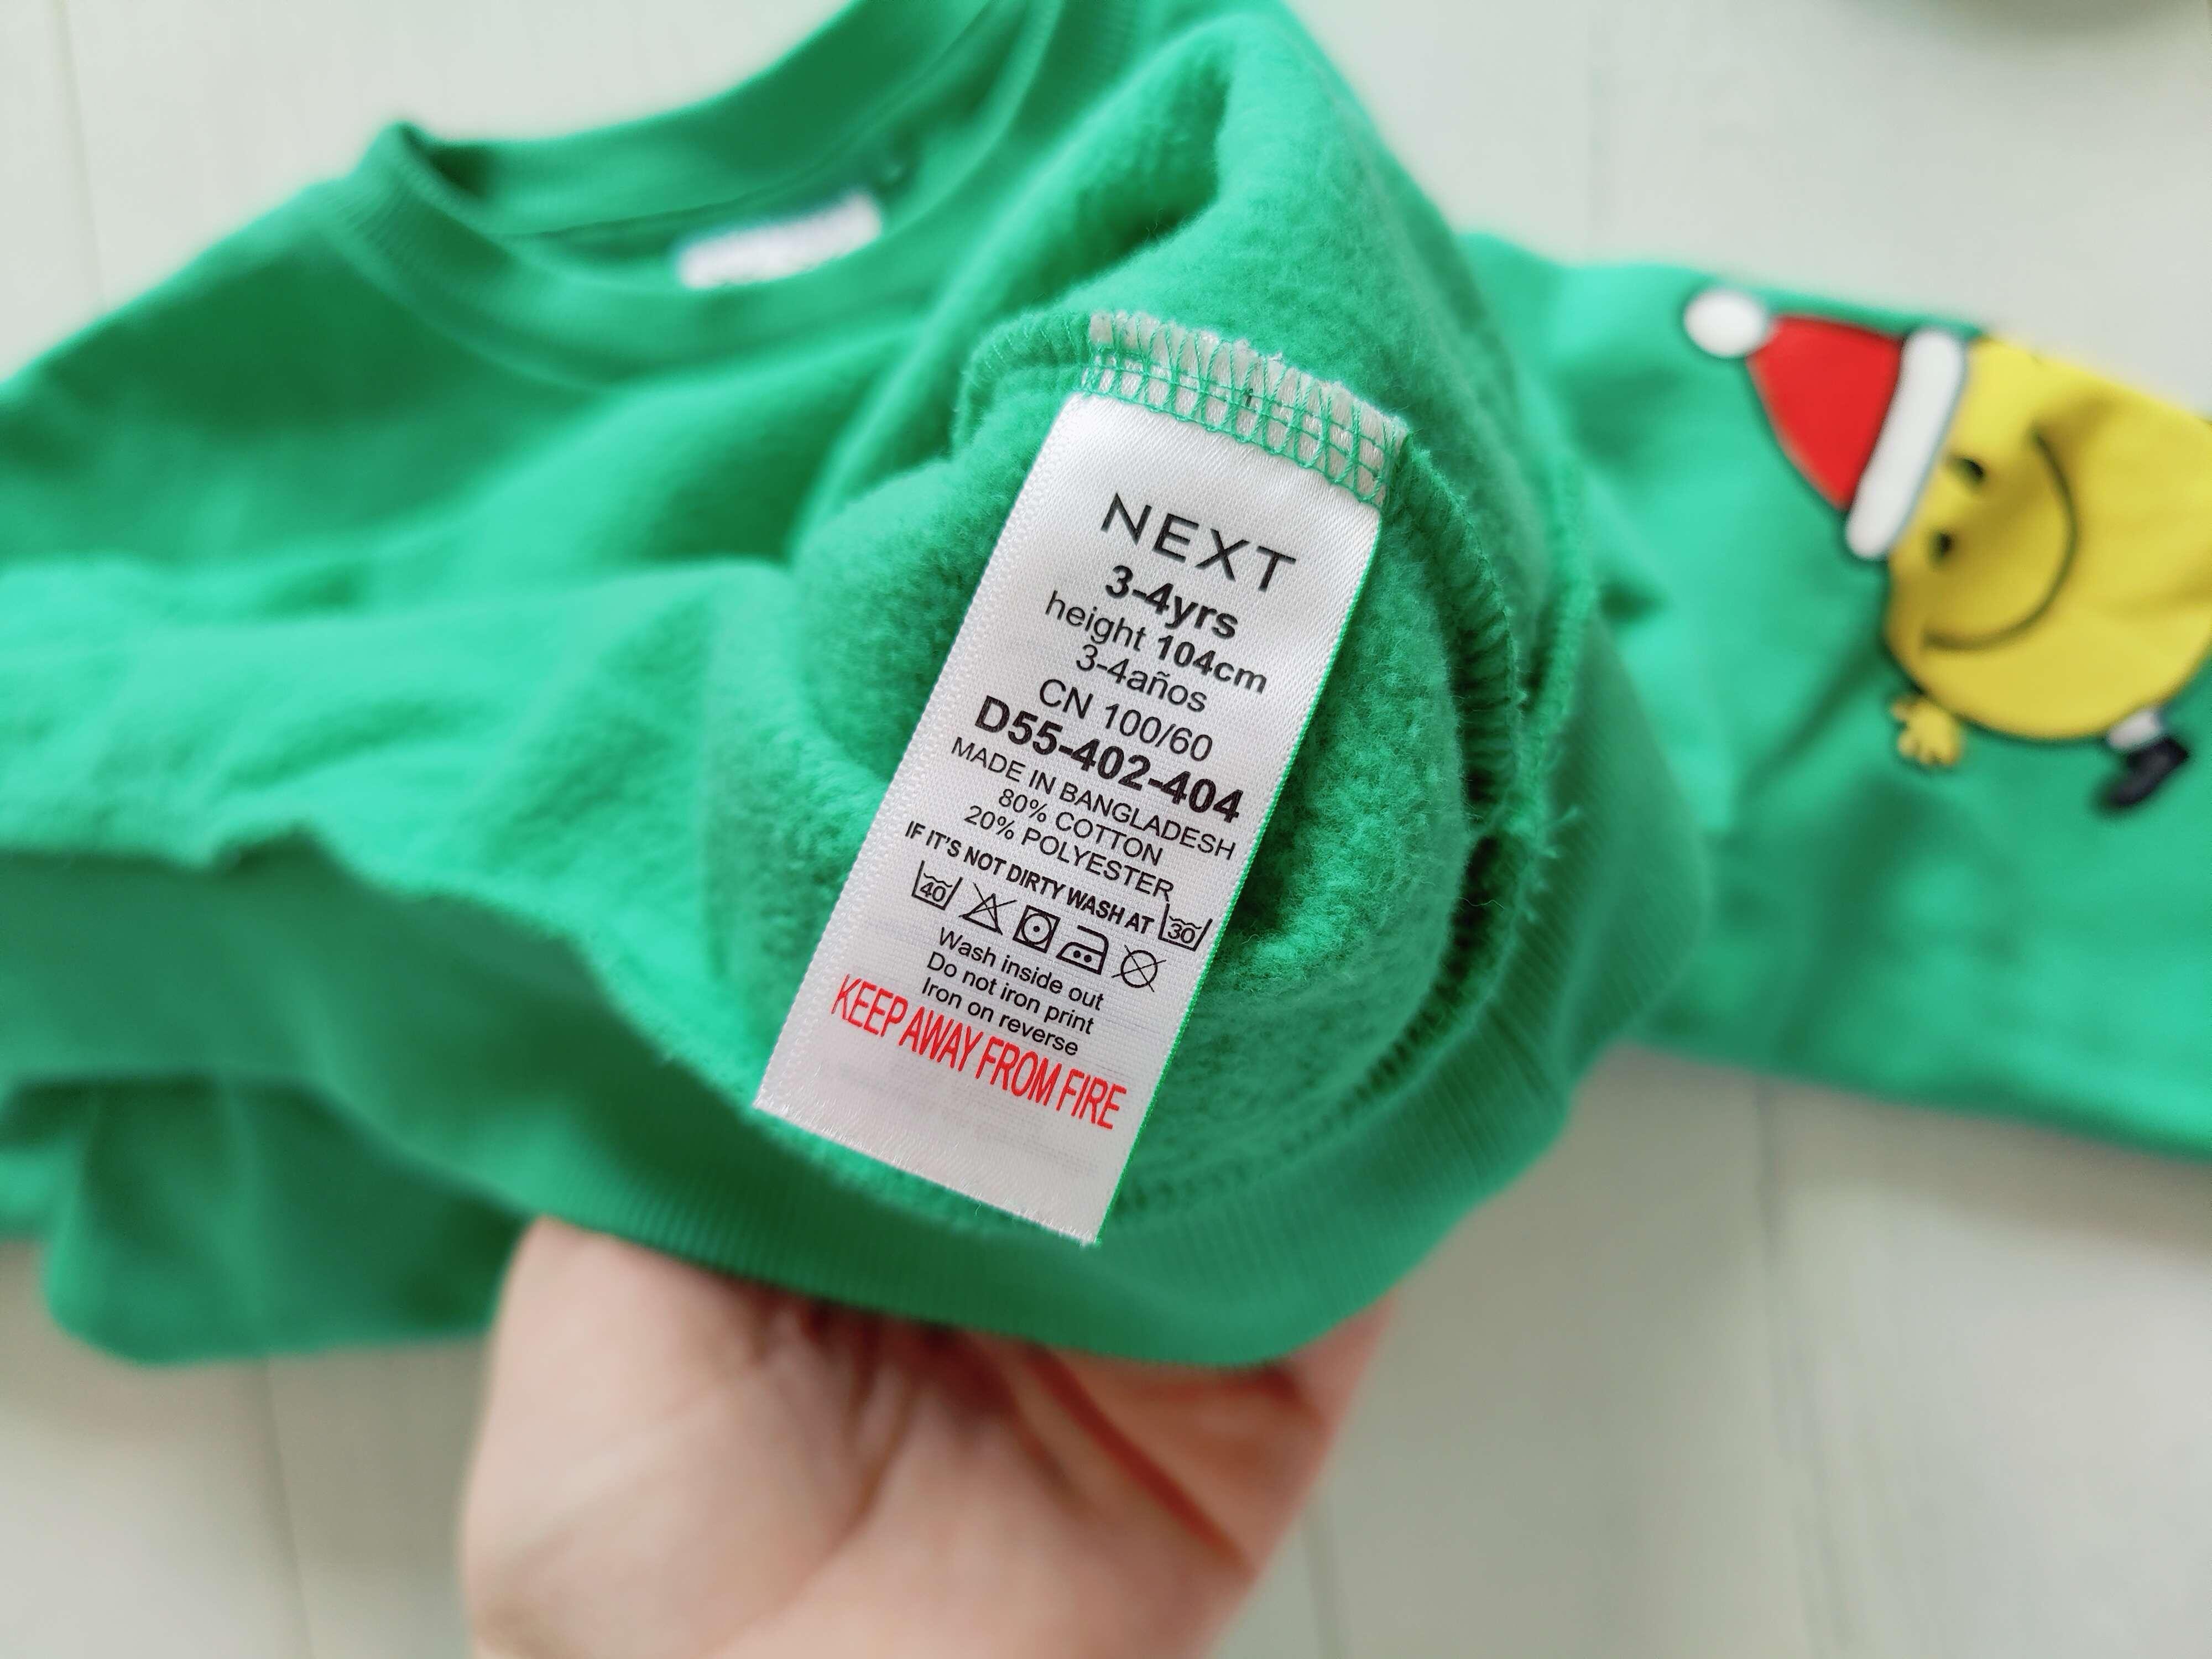 NEXT
3-4yrs
height 104cm
3-4años
CN 100/60
D55-402-404
MADE IN BANGLADESH
80% COTTON
20% POLYESTER
IF IT'S NOT DIRTY WASH AT 30
40
Wash inside out
Do not iron print
Iron on reverse
KEEP AWAY FROM FIRE